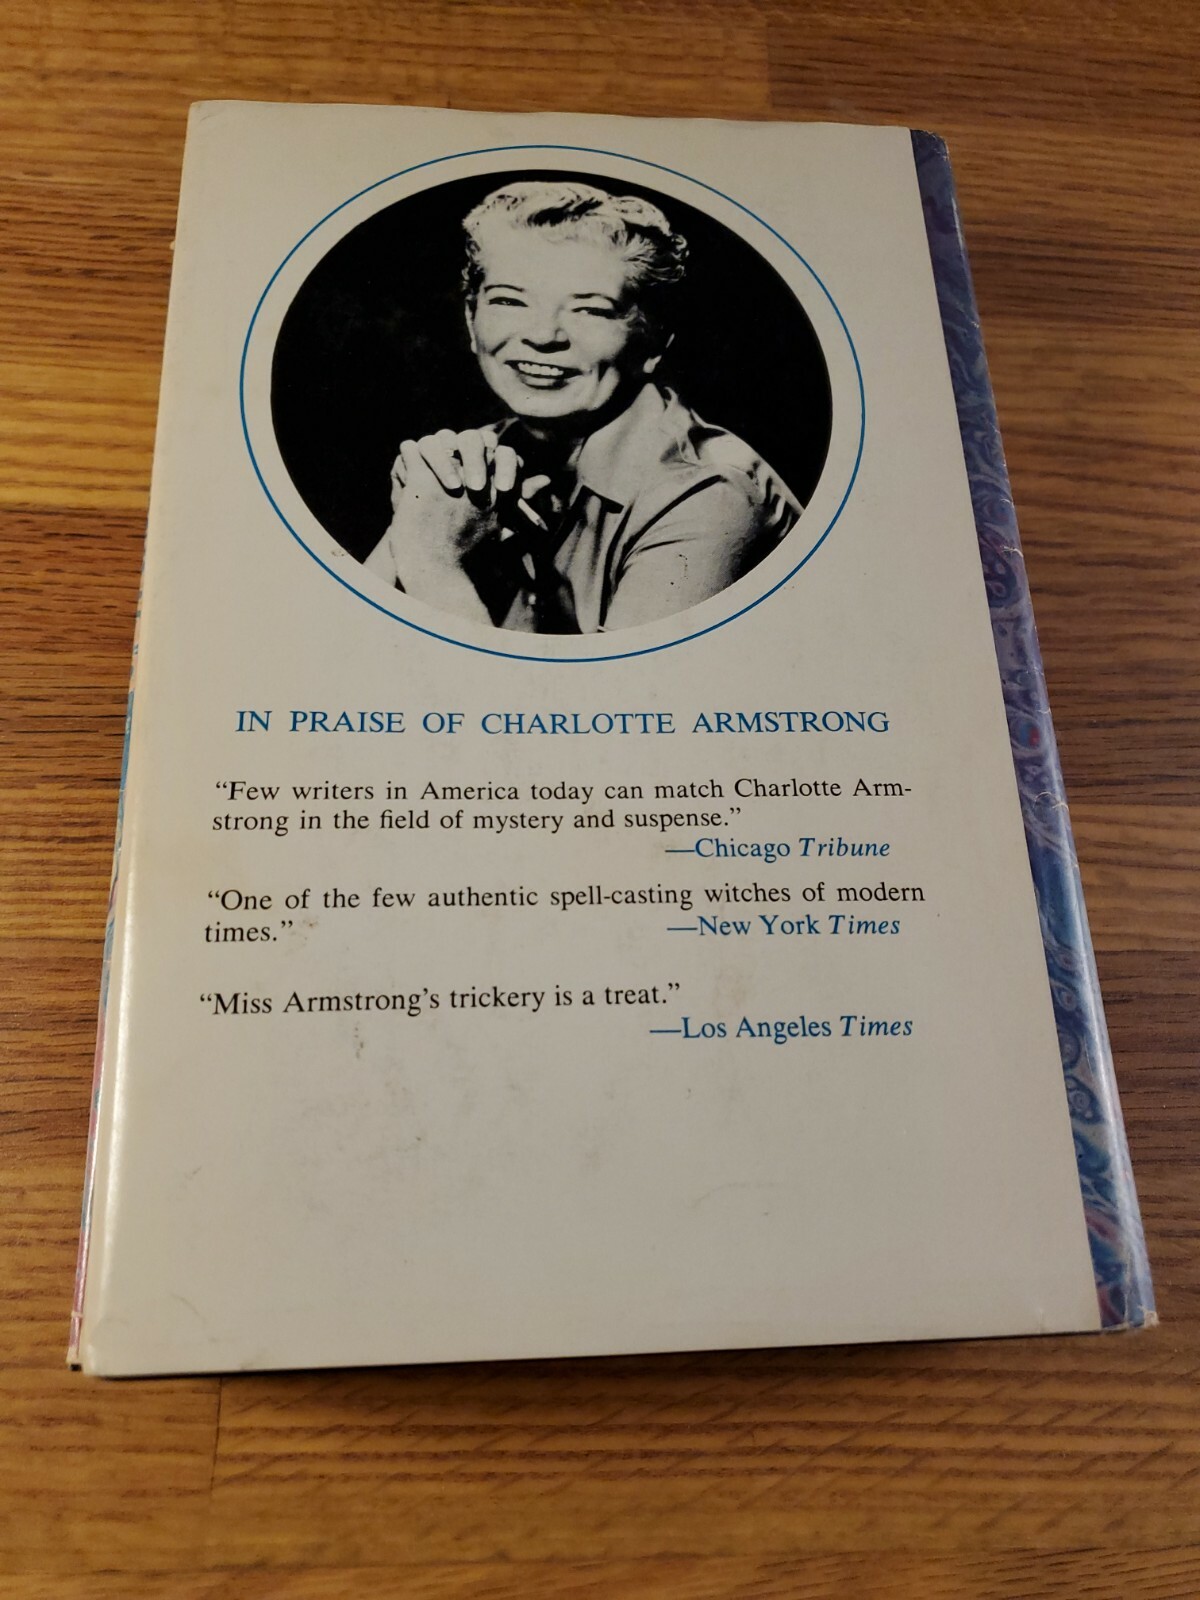 IN PRAISE OF CHARLOTTE ARMSTRONG
“Few writers in America today can match Charlotte Arm-
strong in the field of mystery and suspense.”
—Chicago Tribune
“One of the few authentic spell-casting witches of modern
times.” —New York Times
“Miss Armstrong’s trickery is a treat.”
—Los Angeles Times